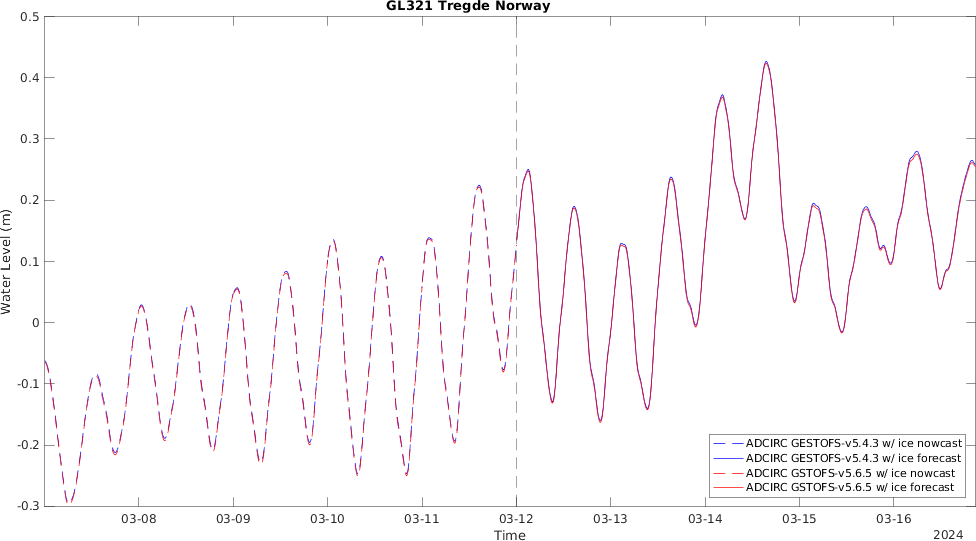 GL321 Tregde Norway
0.5
0.4
0.3
0.2
0.1
0
-0.1
-0.2
-0.3
Water Level (m)
03-08 03-09 03-10 03-11 03-12 03-13 03-14 03-15 03-16
Time
2024
ADCIRC GESTOFS-v5.4.3 w/ ice nowcast
ADCIRC GESTOFS-v5.4.3 w/ ice forecast
ADCIRC GSTOFS-v5.6.5 w/ ice nowcast
ADCIRC GSTOFS-v5.6.5 w/ ice forecast